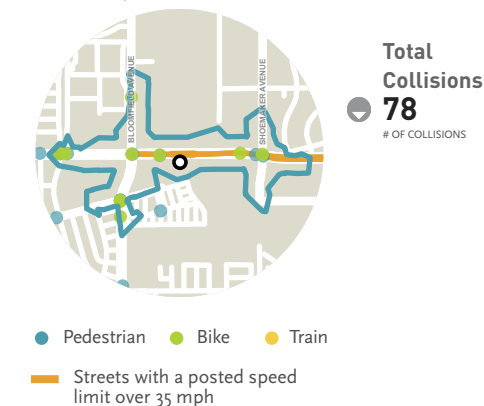 BLOOMFIELD AVENUE
SHOEMAKER AVENUE
Total
Collisions
78
# OF COLLISIONS
Pedestrian
Bike
Train
Streets with a posted speed
limit over 35 mph